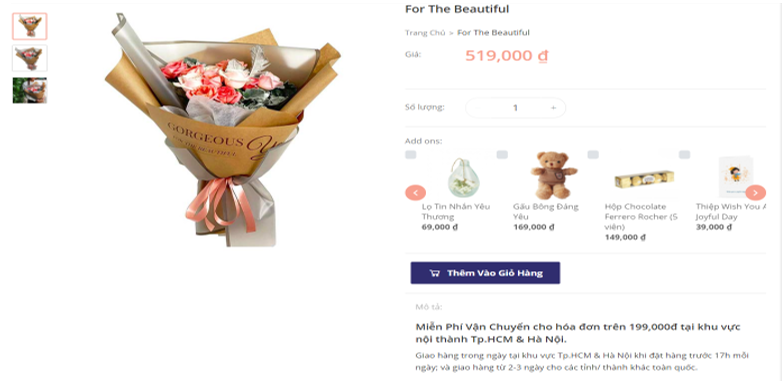 For The Beautiful
Trang Chủ > For The Beautiful
Giá: 519,000 ₫
Số lượng: 1 +
Add ons:
GORGEOUS
FOR THE BEAUTIFUL
Lọ Tin Nhắn Yêu Thương
69,000 ₫
Gấu Bông Đáng Yêu
169,000 ₫
Hộp Chocolate Ferrero Rocher (5 viên)
149,000 ₫
Thiệp Wish You A Joyful Day
39,000 ₫
Thêm Vào Giỏ Hàng
Mô tả:
Miễn Phí Vận Chuyển cho hóa đơn trên 199,000đ tại khu vực
nội thành Tp.HCM & Hà Nội.
Giao hàng trong ngày tại khu vực Tp.HCM & Hà Nội khi đặt hàng trước 17h mỗi
ngày; và giao hàng từ 2-3 ngày cho các tỉnh/ thành khác toàn quốc.